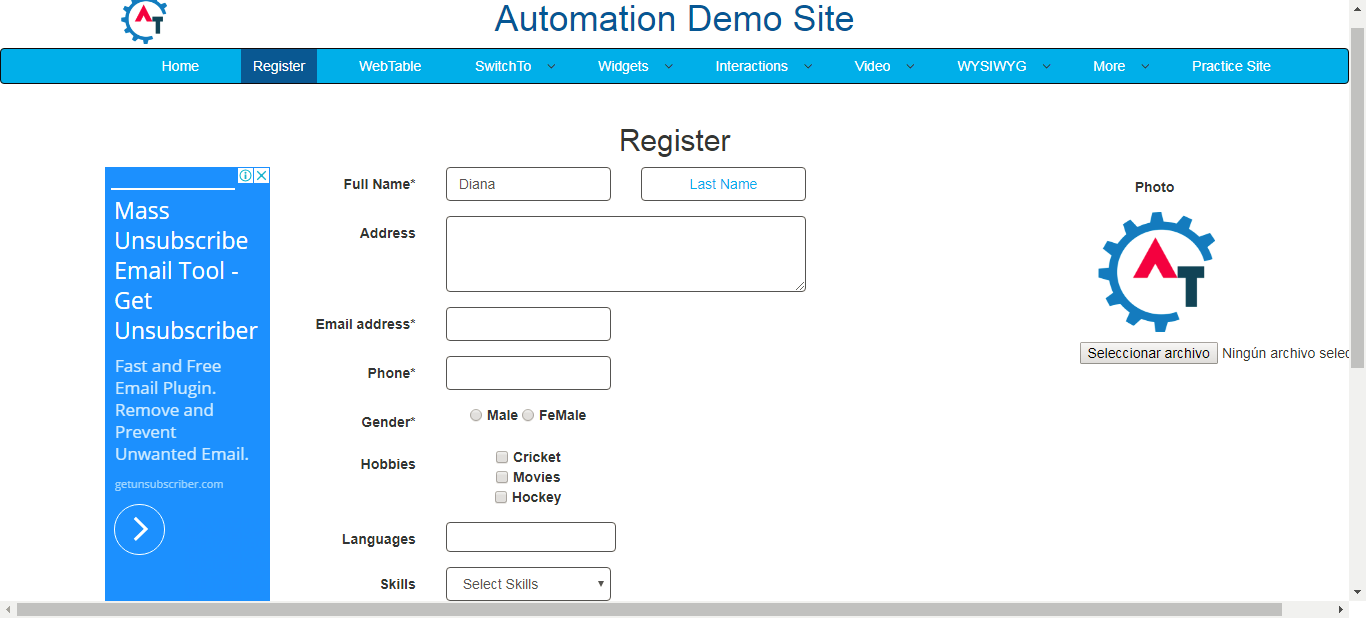 AT
Automation Demo Site
Home Register WebTable SwitchTo Widgets Interactions Video WYSIWYG More Practice Site
Register
Mass
Unsubscribe
Email Tool -
Get
Unsubscriber
Fast and Free
Email Plugin.
Remove and
Prevent
Unwanted Email.
getunsubscriber.com
Full Name* Diana Last Name
Address
Email address*
Phone*
Gender* Male FeMale
Hobbies Cricket
Movies
Hockey
Languages
Skills Select Skills
Photo
AT
Seleccionar archivo Ningún archivo selec